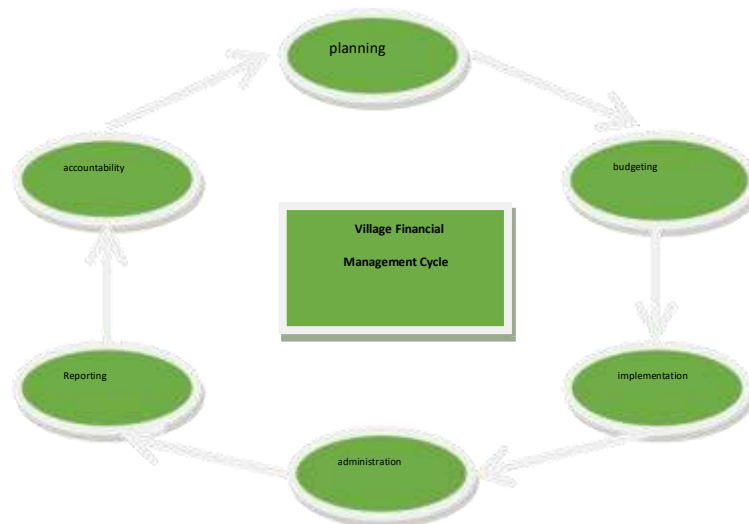 planning
accountability
budgeting
Village Financial
Management Cycle
Reporting
implementation
administration